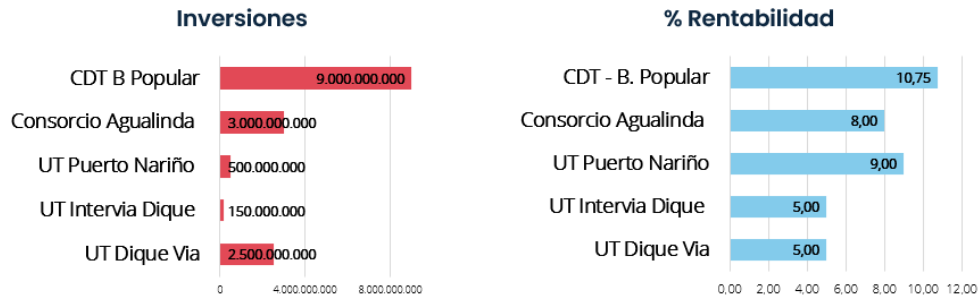 Inversiones
CDT B Popular 9.000.000.000
Consorcio Agualinda 3.000.000.000
UT Puerto Nariño 500.000.000
UT Intervia Dique 150.000.000
UT Dique Via 2.500.000.000
0 4.000.000.000 8.000.000.000
% Rentabilidad
CDT - B. Popular 10,75
Consorcio Agualinda 8,00
UT Puerto Nariño 9,00
UT Intervia Dique 5,00
UT Dique Via 5,00
0,00 2,00 4,00 6,00 8,00 10,00 12,00